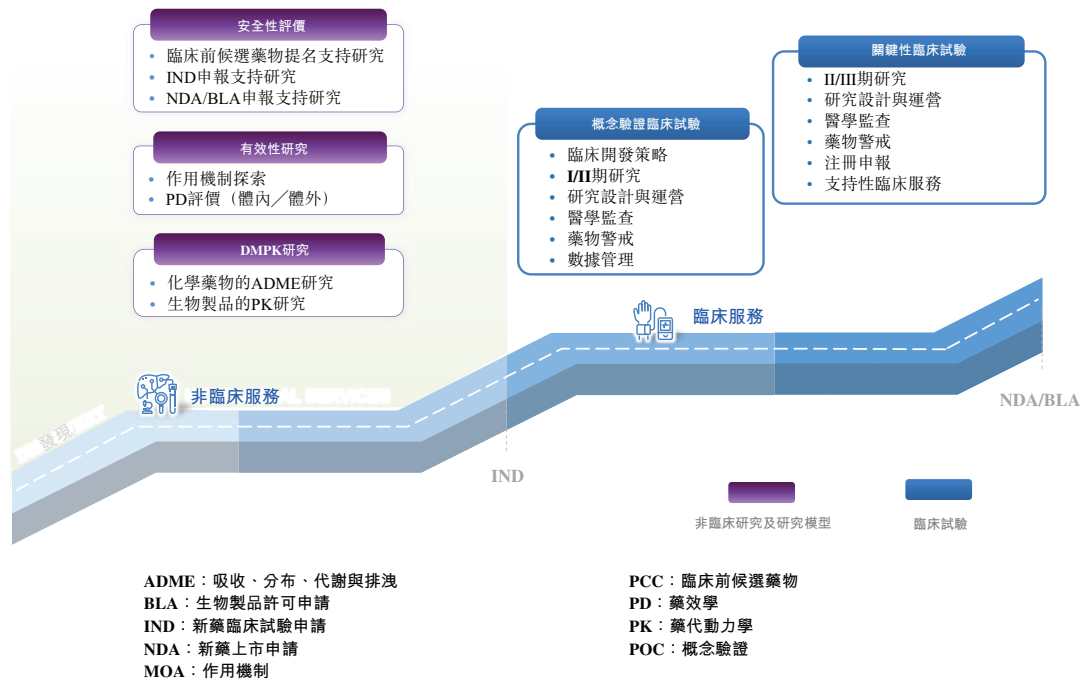 安全性評價
• 臨床前候選藥物提名支持研究
• IND申報支持研究
• NDA/BLA申報支持研究
有效性研究
• 作用機制探索
• PD評價（體內／體外）
DMPK研究
• 化學藥物的ADME研究
• 生物製品的PK研究
概念驗證臨床試驗
• 臨床開發策略
• I/II期研究
• 研究設計與運營
• 醫學監查
• 藥物警戒
• 數據管理
關鍵性臨床試驗
• II/III期研究
• 研究設計與運營
• 醫學監查
• 藥物警戒
• 注冊申報
• 支持性臨床服務
發現
非臨床服務
臨床服務
IND
NDA/BLA
非臨床研究及研究模型
臨床試驗
ADME：吸收、分布、代謝與排洩
BLA：生物製品許可申請
IND：新藥臨床試驗申請
NDA：新藥上市申請
MOA：作用機制
PCC：臨床前候選藥物
PD：藥效學
PK：藥代動力學
POC：概念驗證